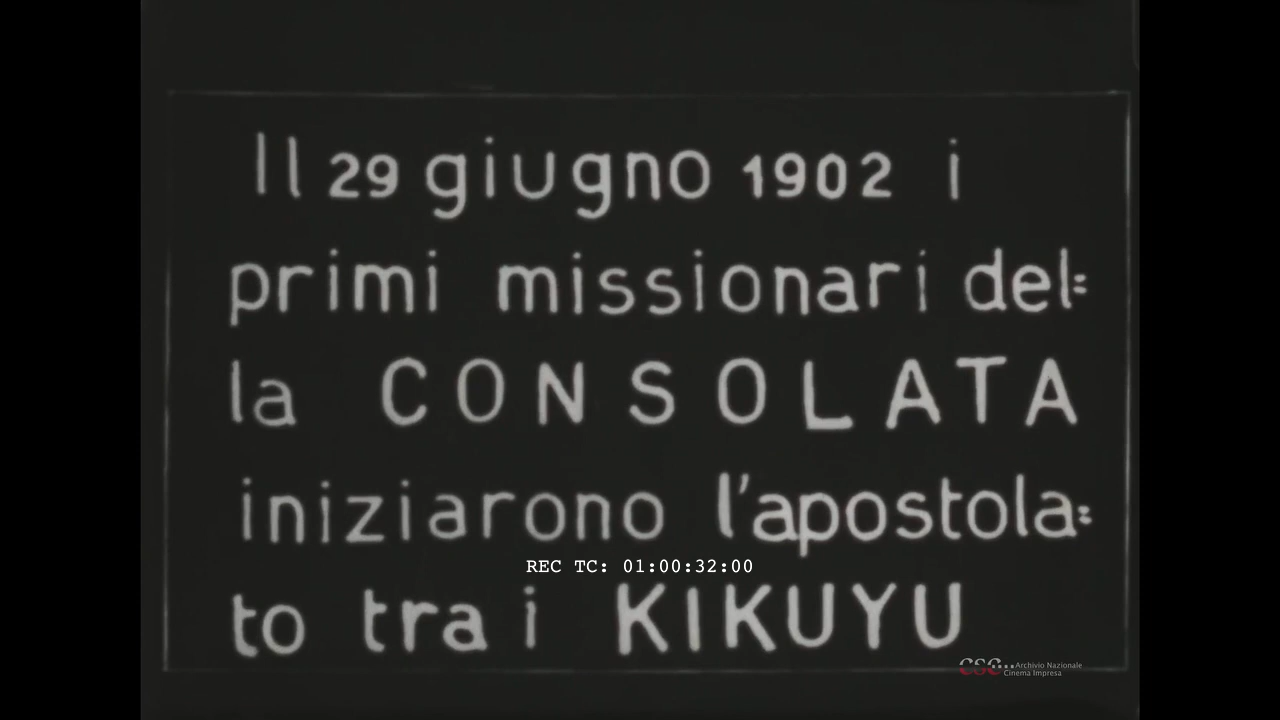 Il 29 giugno 1902 i
primi missionari del=
la CONSOLATA
iniziarono l'apostola=
REC TC: 01:00:32:00
to tra i KIKUYU
CSC... Archivio Nazionale
Cinema Impresa